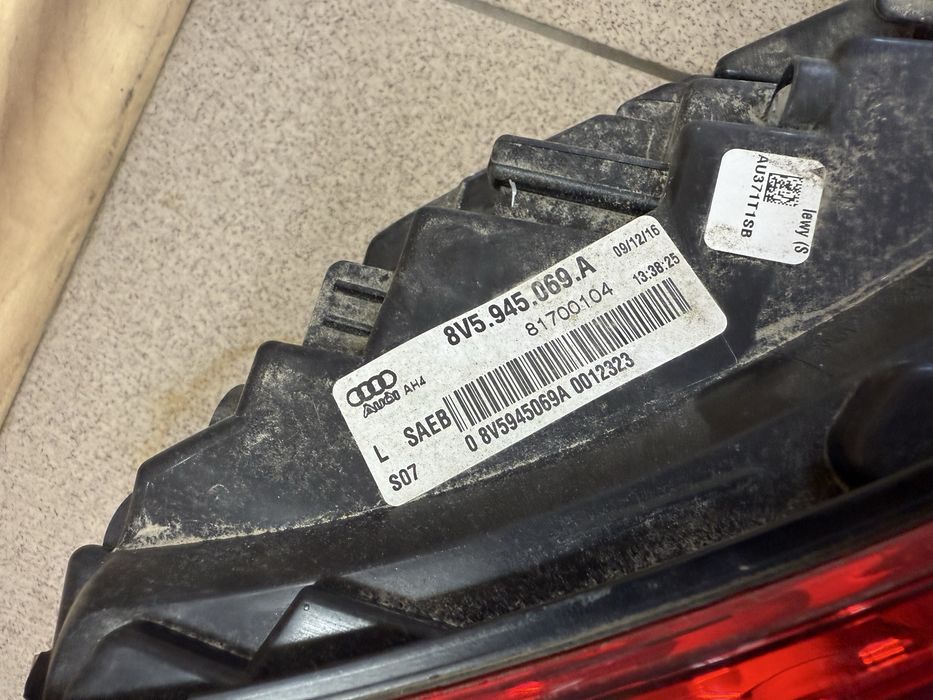 8V5.945.069.A
09/12/16
81700104
13:38:25
Audi AH4
SAEB
L
0 8V5945069A 0012323
S07
AU371T1SB
lewy (S